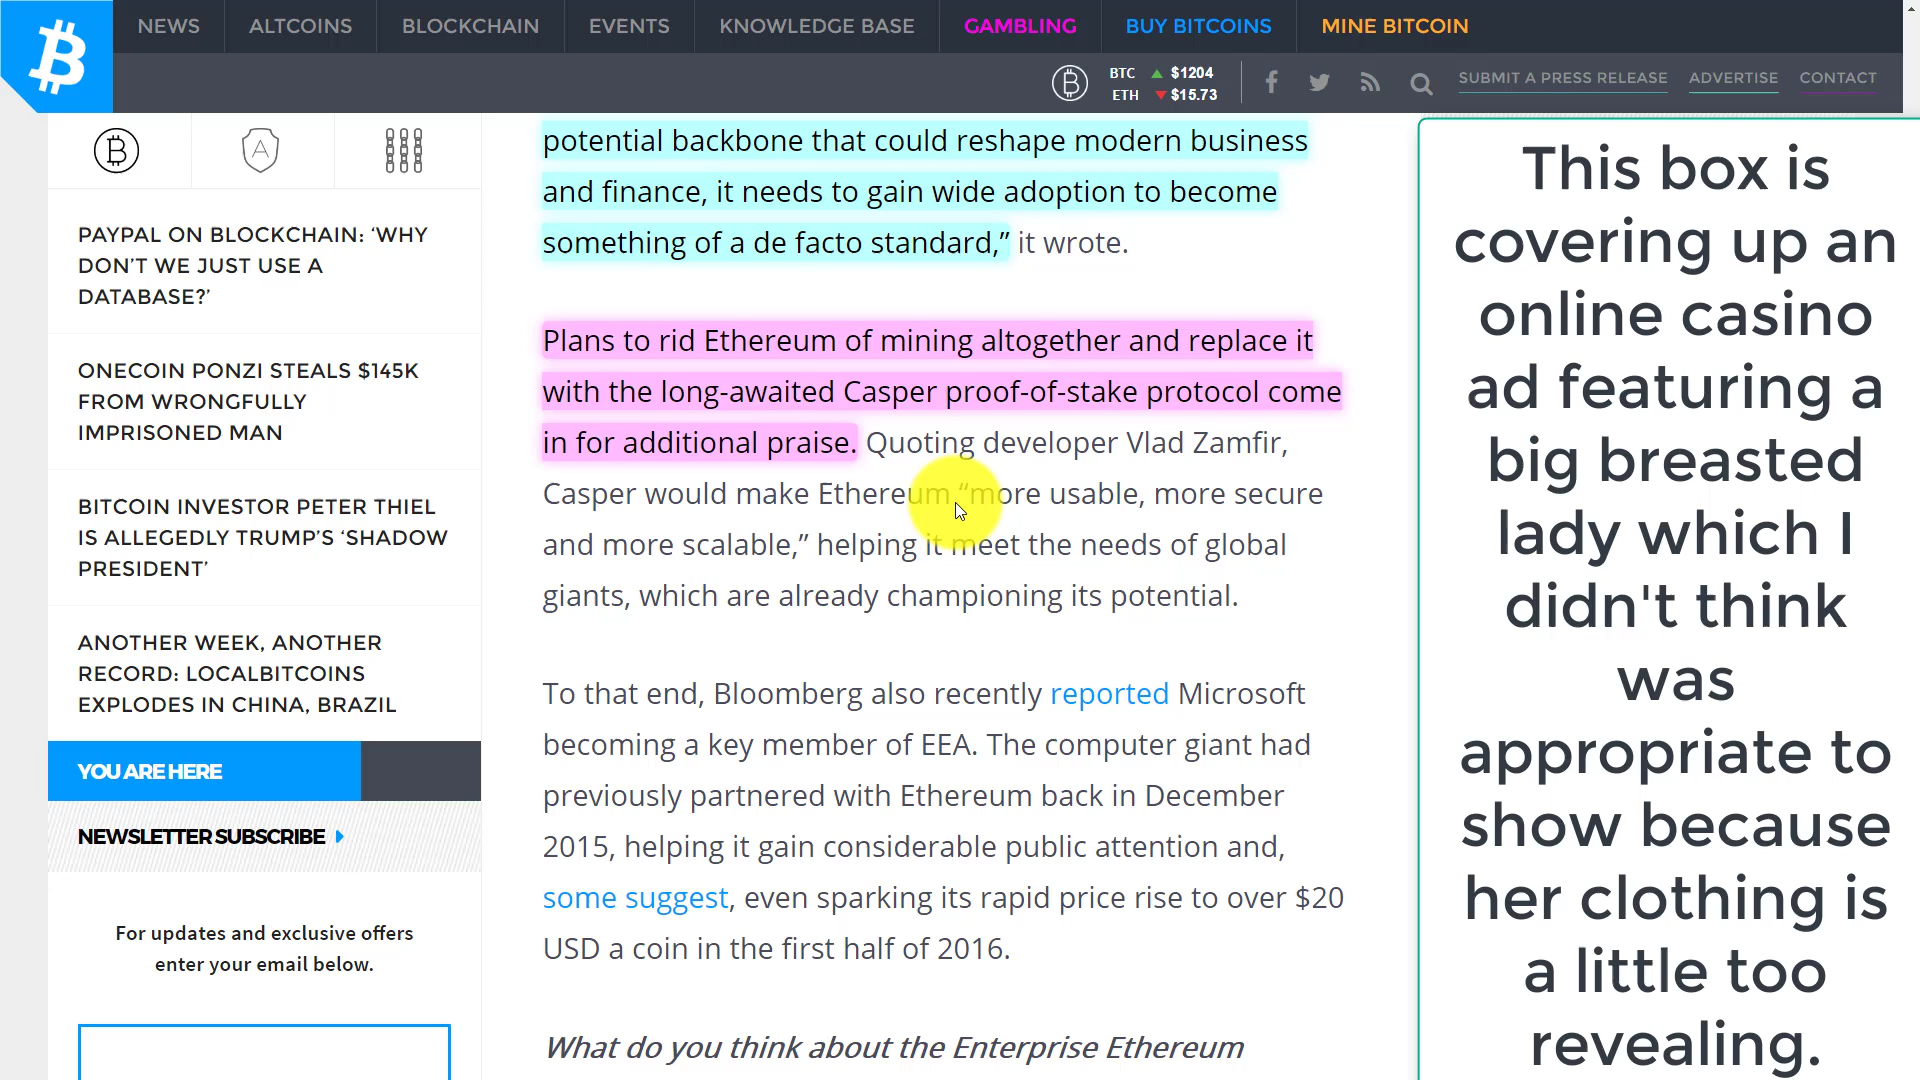 NEWS
ALTCOINS
BLOCKCHAIN
EVENTS
KNOWLEDGE BASE
GAMBLING
BUY BITCOINS
MINE BITCOIN
BTC ▲ $1204
ETH ▼ $15.73
SUBMIT A PRESS RELEASE
ADVERTISE
CONTACT
PAYPAL ON BLOCKCHAIN: ‘WHY
DON’T WE JUST USE A
DATABASE?’
ONECOIN PONZI STEALS $145K
FROM WRONGFULLY
IMPRISONED MAN
BITCOIN INVESTOR PETER THIEL
IS ALLEGEDLY TRUMP’S ‘SHADOW
PRESIDENT’
ANOTHER WEEK, ANOTHER
RECORD: LOCALBITCOINS
EXPLODES IN CHINA, BRAZIL
YOU ARE HERE
NEWSLETTER SUBSCRIBE
For updates and exclusive offers
enter your email below.
potential backbone that could reshape modern business
and finance, it needs to gain wide adoption to become
something of a de facto standard,” it wrote.
Plans to rid Ethereum of mining altogether and replace it
with the long-awaited Casper proof-of-stake protocol come
in for additional praise. Quoting developer Vlad Zamfir,
Casper would make Ethereum “more usable, more secure
and more scalable,” helping it meet the needs of global
giants, which are already championing its potential.
To that end, Bloomberg also recently reported Microsoft
becoming a key member of EEA. The computer giant had
previously partnered with Ethereum back in December
2015, helping it gain considerable public attention and,
some suggest, even sparking its rapid price rise to over $20
USD a coin in the first half of 2016.
What do you think about the Enterprise Ethereum
This box is
covering up an
online casino
ad featuring a
big breasted
lady which I
didn't think
was
appropriate to
show because
her clothing is
a little too
revealing.